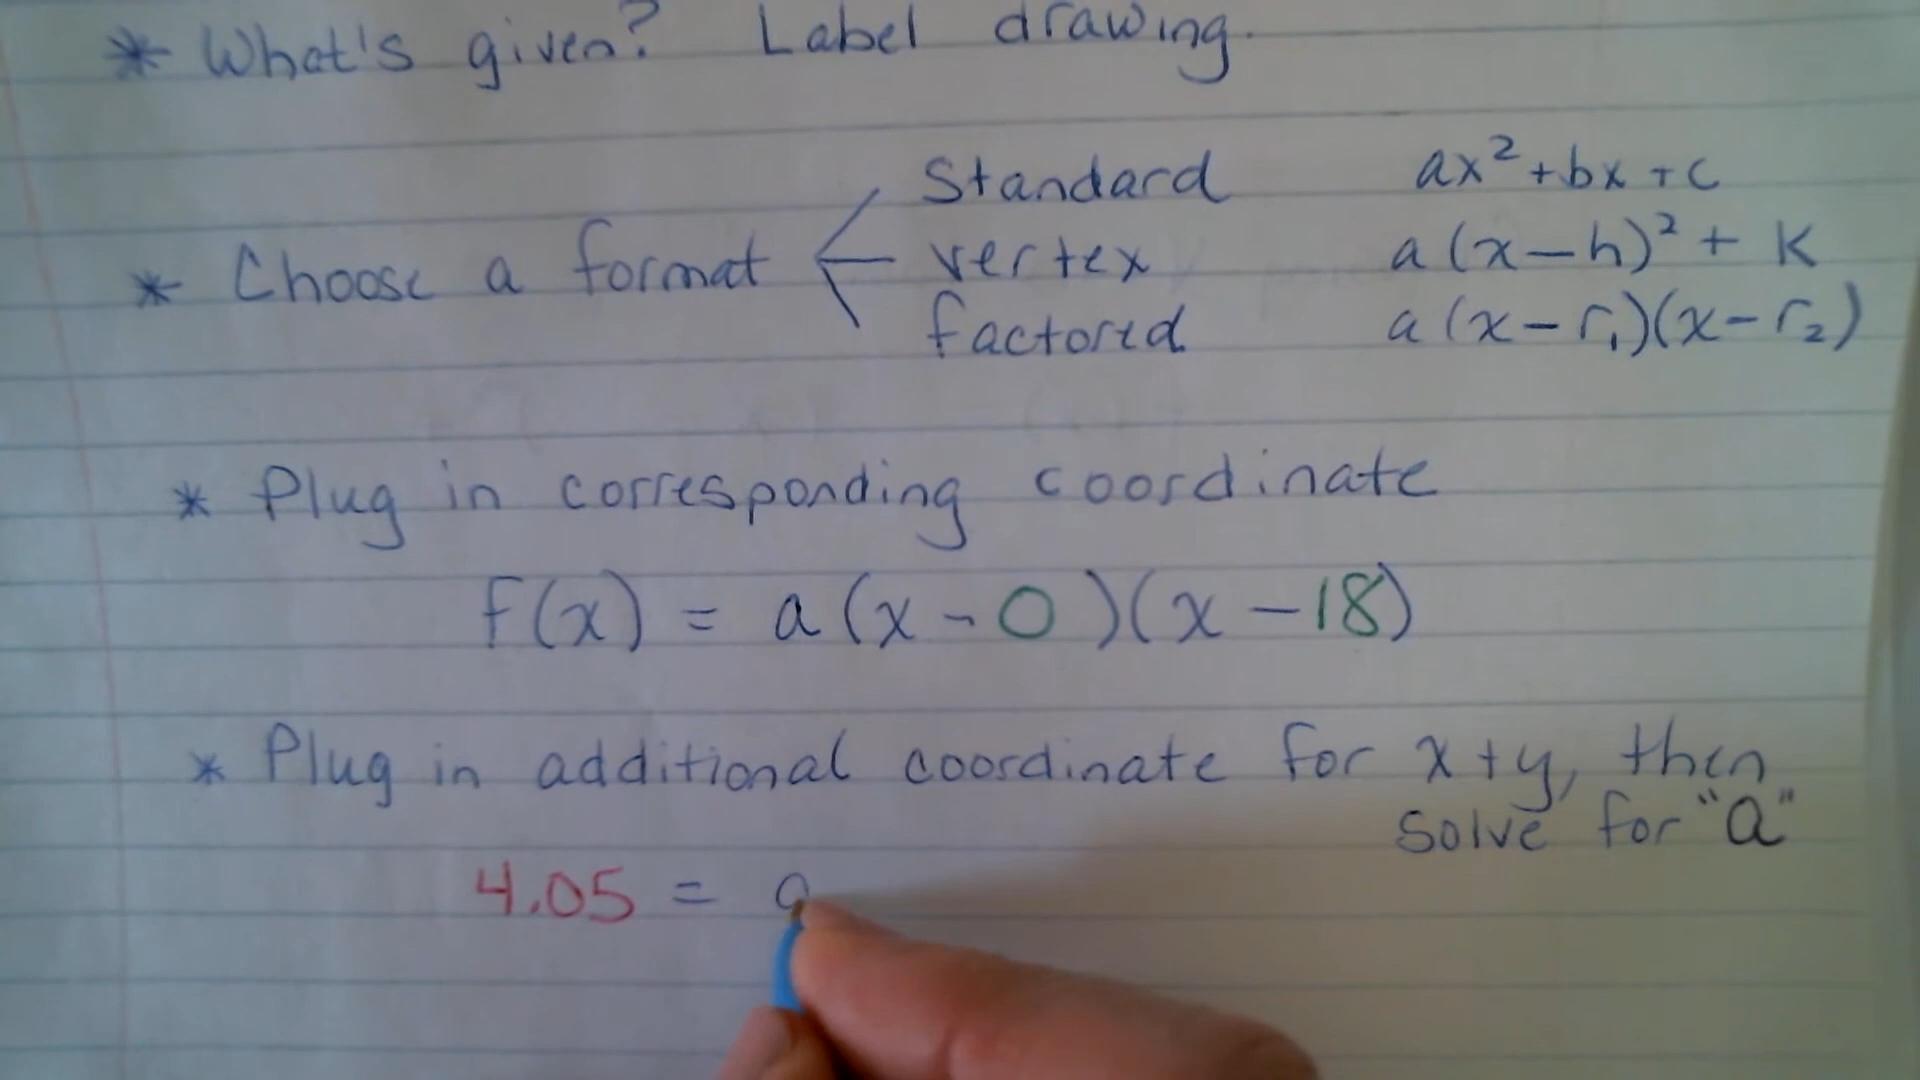 * What's given? Label drawing.
Standard ax² + bx + c
* Choose a format vertex a(x-h)² + K
factored a(x-r₁)(x-r₂)
* Plug in corresponding coordinate
f(x) = a(x-0)(x-18)
* Plug in additional coordinate for x+y, then
solve for "a"
4.05 = a